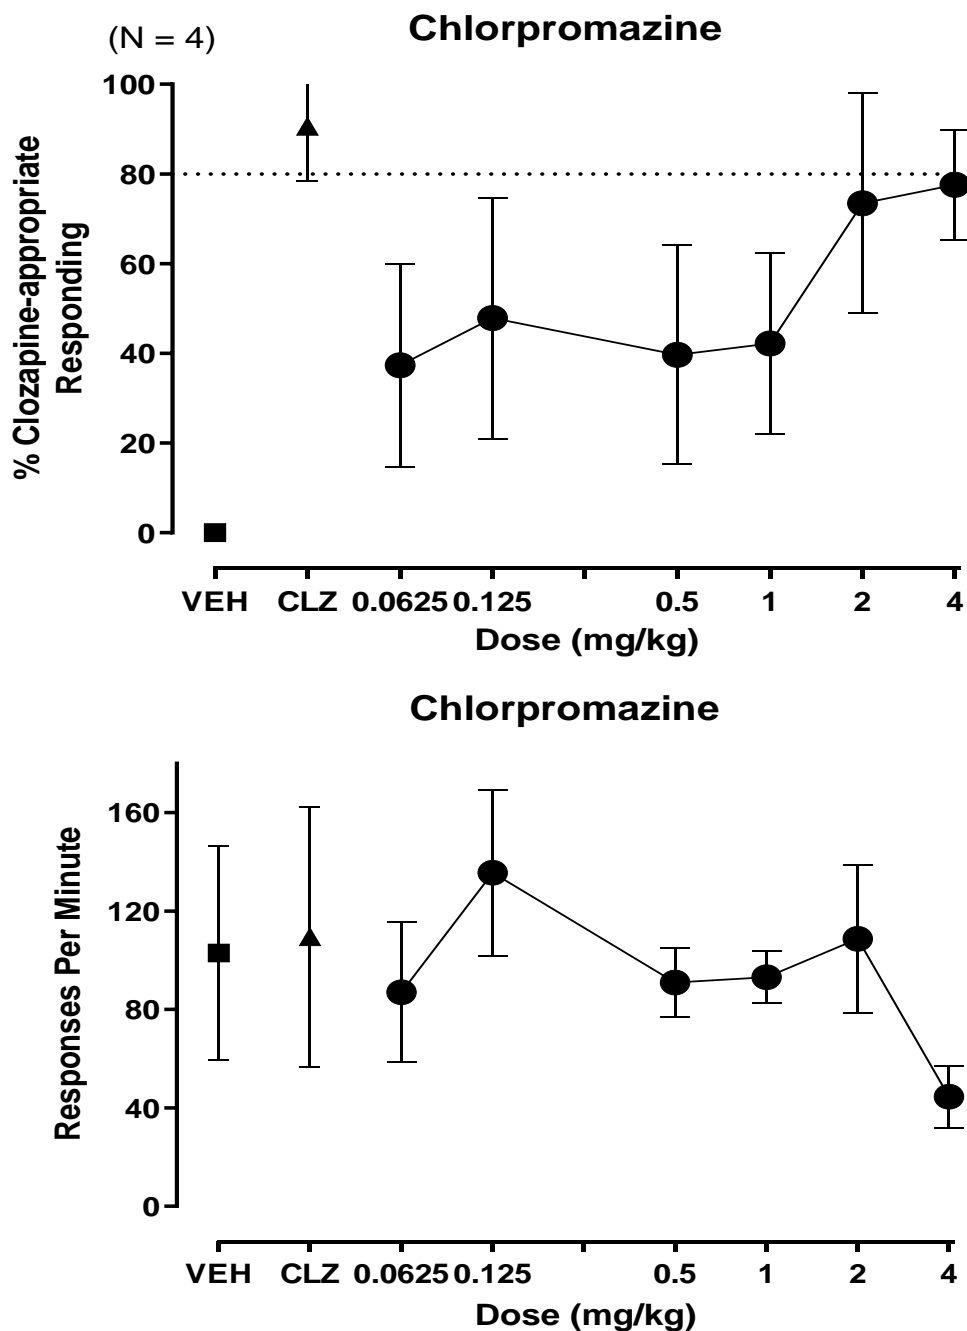 (N = 4)
Chlorpromazine
% Clozapine-appropriate
Responding
100
80
60
40
20
0
VEH CLZ 0.0625 0.125 0.5 1 2 4
Dose (mg/kg)
Chlorpromazine
Responses Per Minute
160
120
80
40
0
VEH CLZ 0.0625 0.125 0.5 1 2 4
Dose (mg/kg)